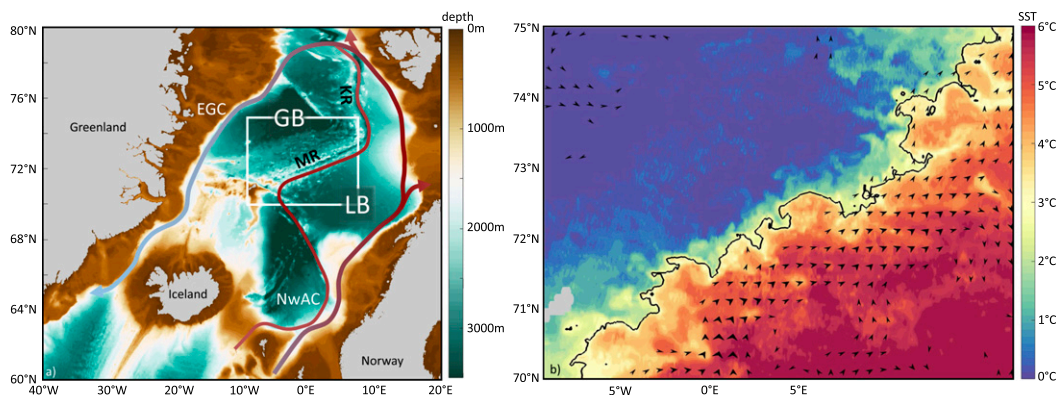 depth
80°N
76°N
72°N
68°N
64°N
60°N
40°W
30°W
20°W
10°W
0°E
10°E
20°E
0m
1000m
2000m
3000m
EGC
Greenland
GB
KR
MR
LB
Iceland
NwAC
Norway
a)
SST
75°N
74°N
73°N
72°N
71°N
70°N
5°W
0°E
5°E
6°C
5°C
4°C
3°C
2°C
1°C
0°C
b)